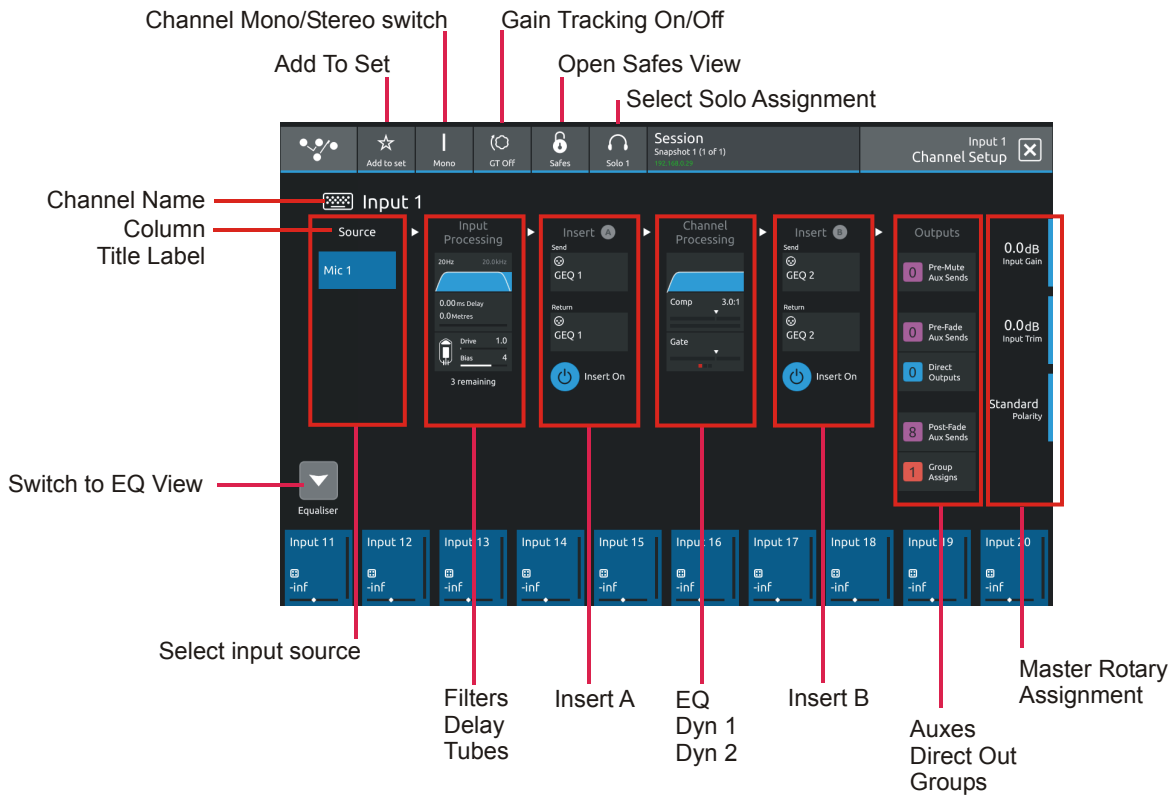 Channel Mono/Stereo switch
Gain Tracking On/Off
Add To Set
Open Safes View
Select Solo Assignment
Add to set
Mono
GT Off
Safes
Solo 1
Session
Snapshot 1 (1 of 1)
192.168.0.29
Input 1
Channel Setup
Channel Name
Column
Title Label
Input 1
Source
Mic 1
Input
Processing
20Hz 20.0kHz
0.00ms Delay
0.0Metres
Drive 1.0
Bias 4
3 remaining
Insert A
Send
GEQ 1
Return
GEQ 1
Insert On
Channel
Processing
Comp 3.0:1
Gate
Insert B
Send
GEQ 2
Return
GEQ 2
Insert On
Outputs
0 Pre-Mute
Aux Sends
0 Pre-Fade
Aux Sends
0 Direct
Outputs
8 Post-Fade
Aux Sends
1 Group
Assigns
0.0dB
Input Gain
0.0dB
Input Trim
Standard
Polarity
Switch to EQ View
Equaliser
Input 11
-inf
Input 12
-inf
Input 13
-inf
Input 14
-inf
Input 15
-inf
Input 16
-inf
Input 17
-inf
Input 18
-inf
Input 19
-inf
Input 20
-inf
Select input source
Filters
Delay
Tubes
Insert A
EQ
Dyn 1
Dyn 2
Insert B
Auxes
Direct Out
Groups
Master Rotary
Assignment